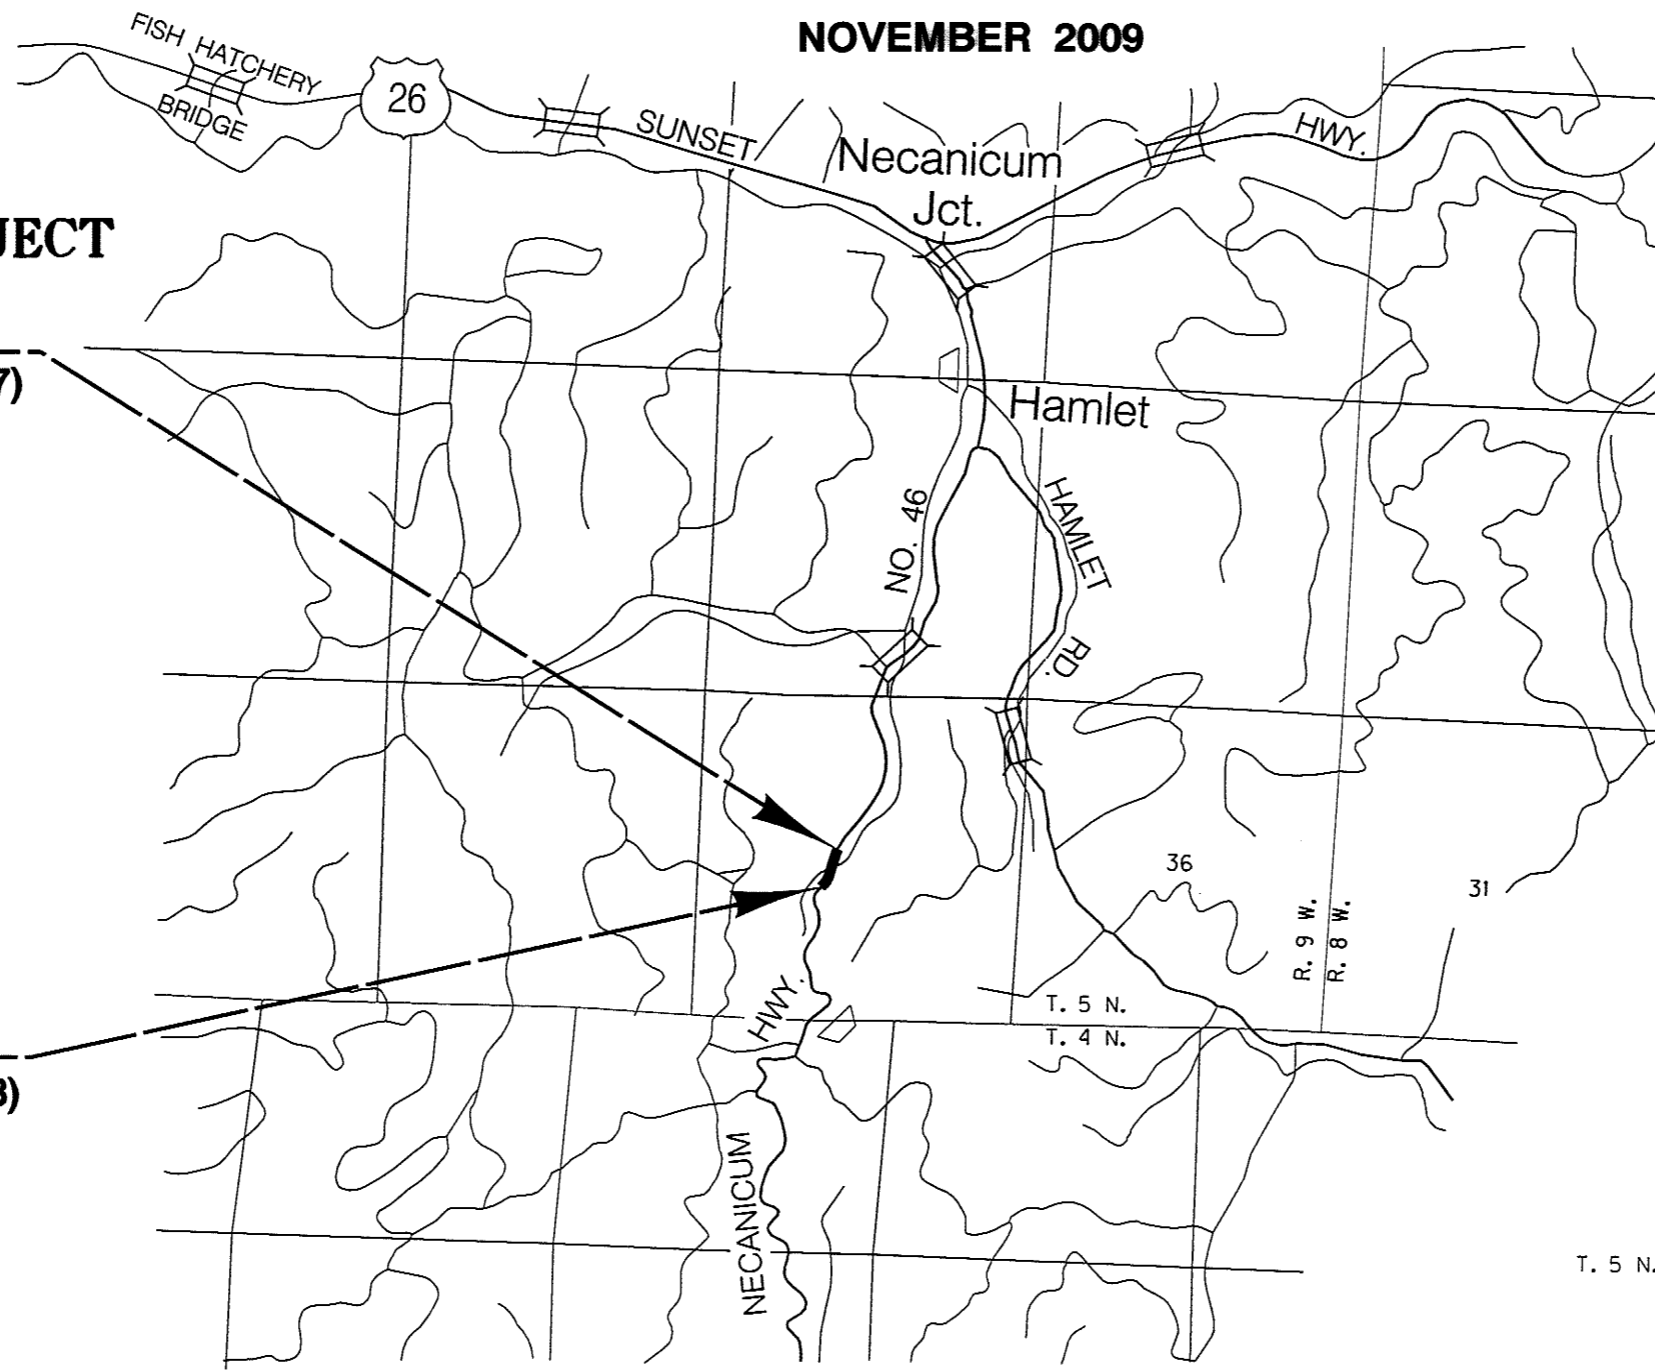 NOVEMBER 2009
FISH HATCHERY
BRIDGE
26
SUNSET
HWY.
Necanicum
Jct.
JECT
7)
Hamlet
NO. 46
HAMLET
RD.
36
31
R. 9 W.
R. 8 W.
HWY.
T. 5 N.
T. 4 N.
3)
NECANICUM
T. 5 N.